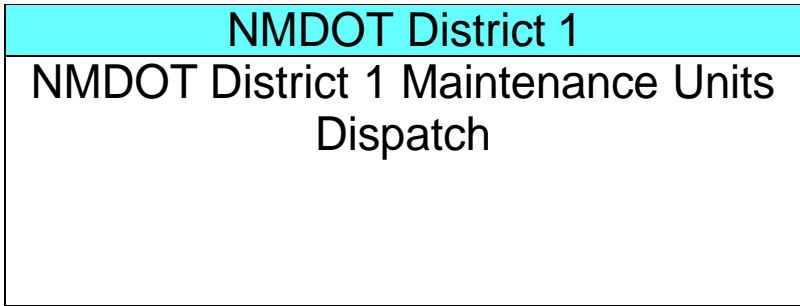 NMDOT District 1
NMDOT District 1 Maintenance Units
Dispatch